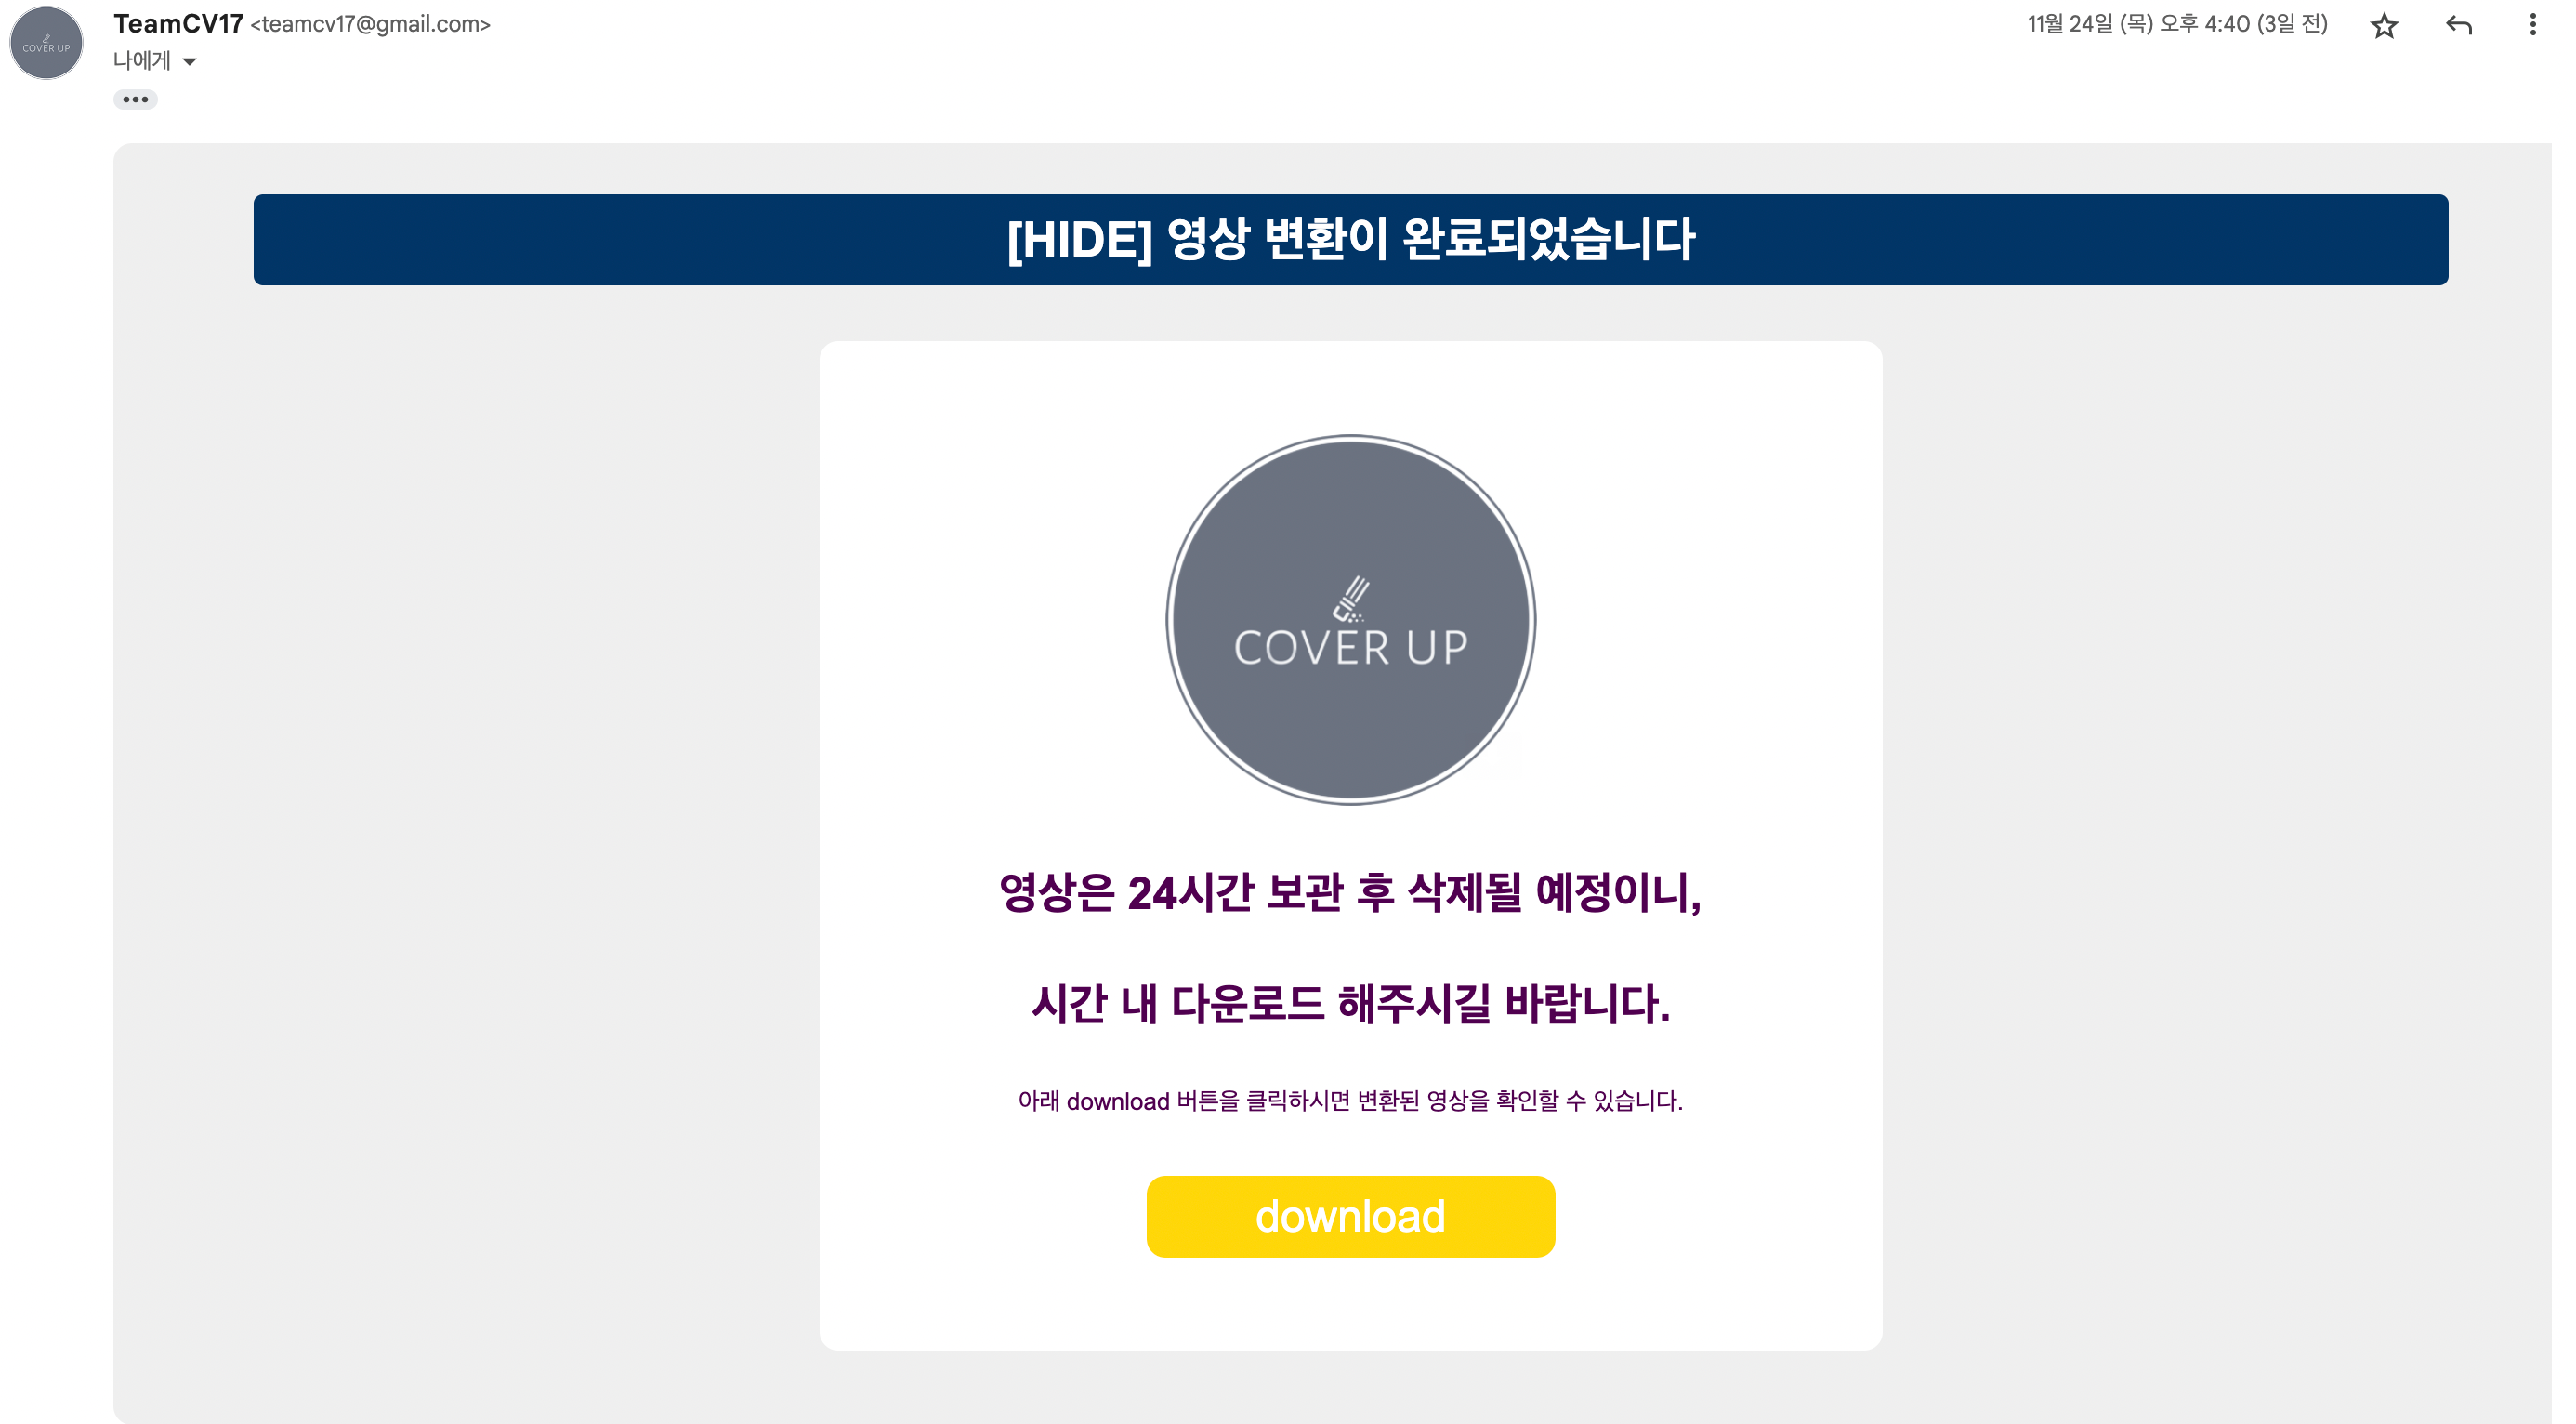 TeamCV17 <teamcv17@gmail.com>
11월 24일 (목) 오후 4:40 (3일 전)
COVER UP
나에게
[HIDE] 영상 변환이 완료되었습니다
COVER UP
영상은 24시간 보관 후 삭제될 예정이니,
시간 내 다운로드 해주시길 바랍니다.
아래 download 버튼을 클릭하시면 변환된 영상을 확인할 수 있습니다.
download